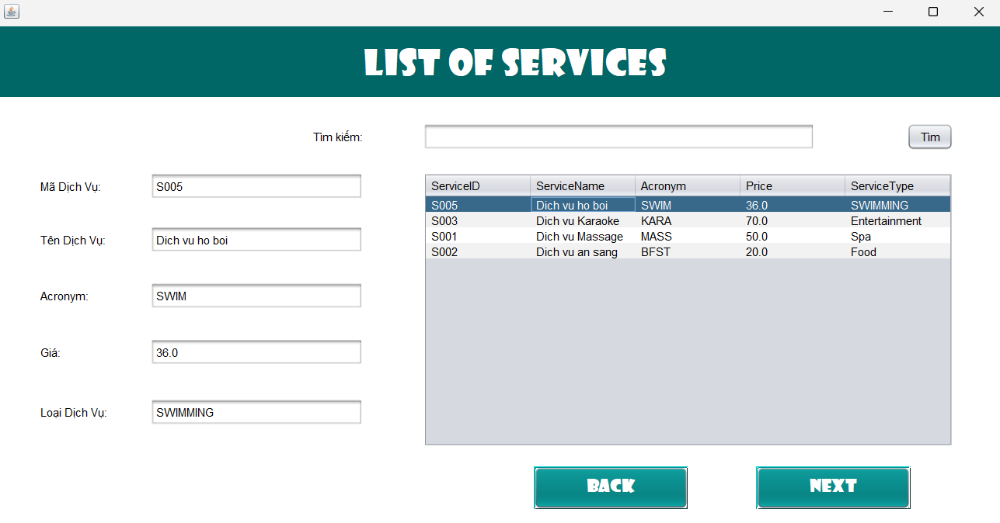 LIST OF SERVICES
Tìm kiếm:
Tìm
Mã Dịch Vụ: S005
Tên Dịch Vụ: Dich vu ho boi
Acronym: SWIM
Giá: 36.0
Loại Dịch Vụ: SWIMMING
ServiceID ServiceName Acronym Price ServiceType
S005 Dich vu ho boi SWIM 36.0 SWIMMING
S003 Dich vu Karaoke KARA 70.0 Entertainment
S001 Dich vu Massage MASS 50.0 Spa
S002 Dich vu an sang BFST 20.0 Food
BACK
NEXT